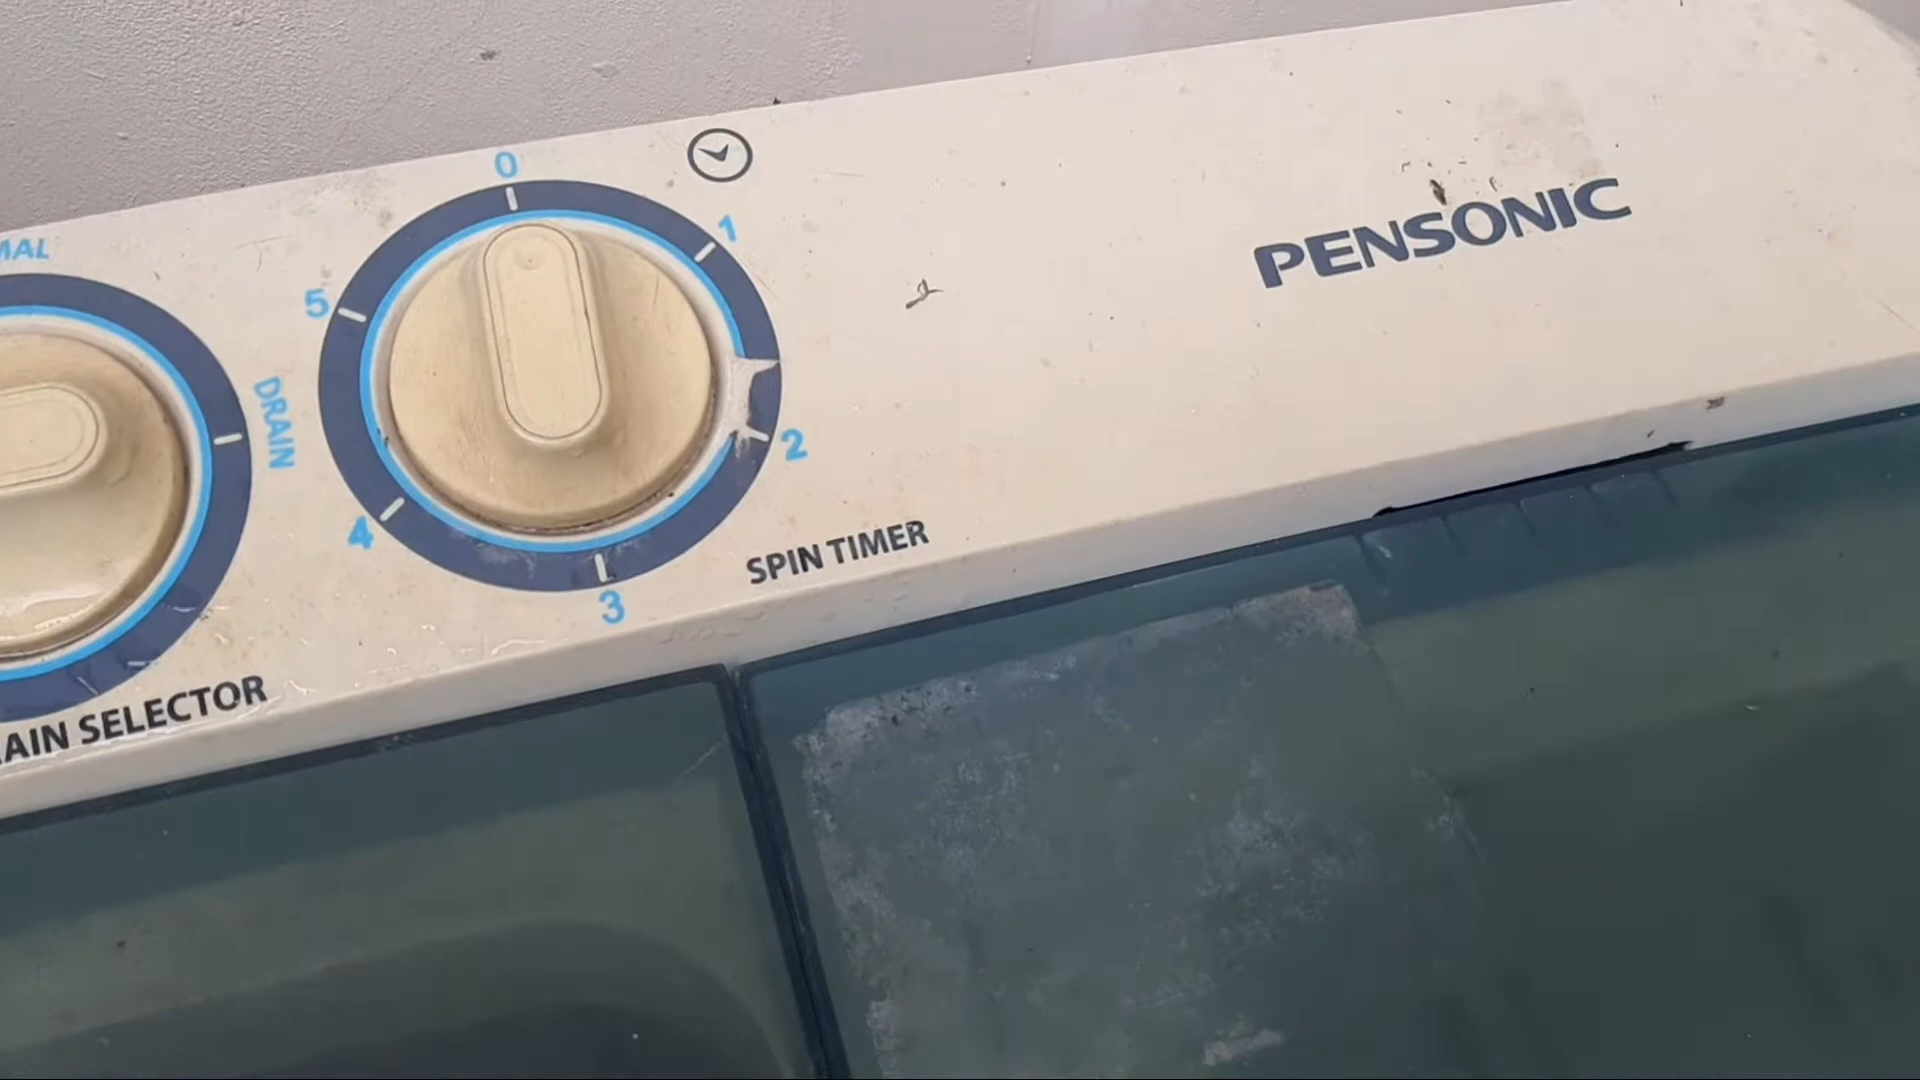 0
1
PENSONIC
MAL
5
DRAIN
2
4
SPIN TIMER
3
AIN SELECTOR